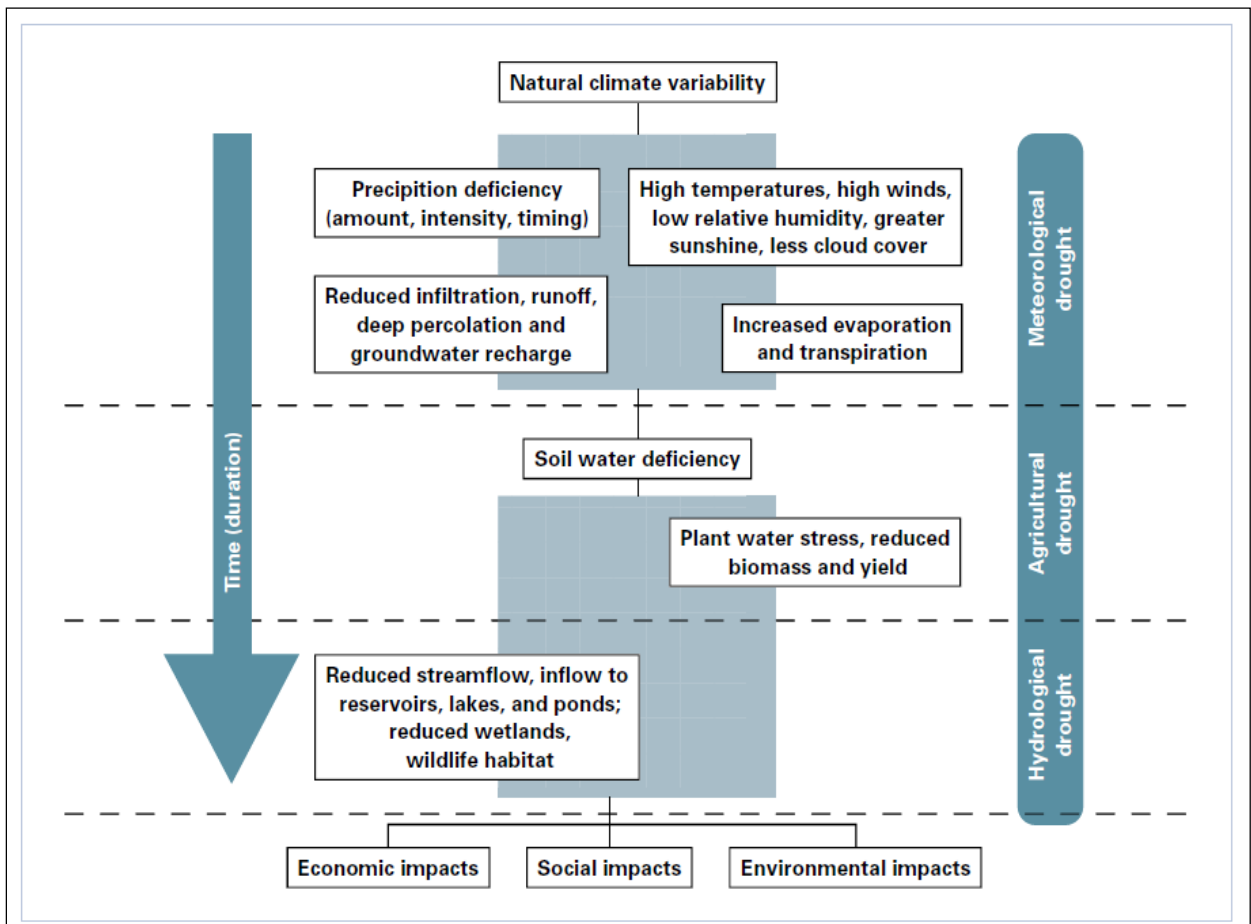 Natural climate variability
Precipition deficiency
(amount, intensity, timing)
High temperatures, high winds,
low relative humidity, greater
sunshine, less cloud cover
Reduced infiltration, runoff,
deep percolation and
groundwater recharge
Increased evaporation
and transpiration
Meteorological
drought
Time (duration)
Soil water deficiency
Plant water stress, reduced
biomass and yield
Agricultural
drought
Reduced streamflow, inflow to
reservoirs, lakes, and ponds;
reduced wetlands,
wildlife habitat
Hydrological
drought
Economic impacts
Social impacts
Environmental impacts